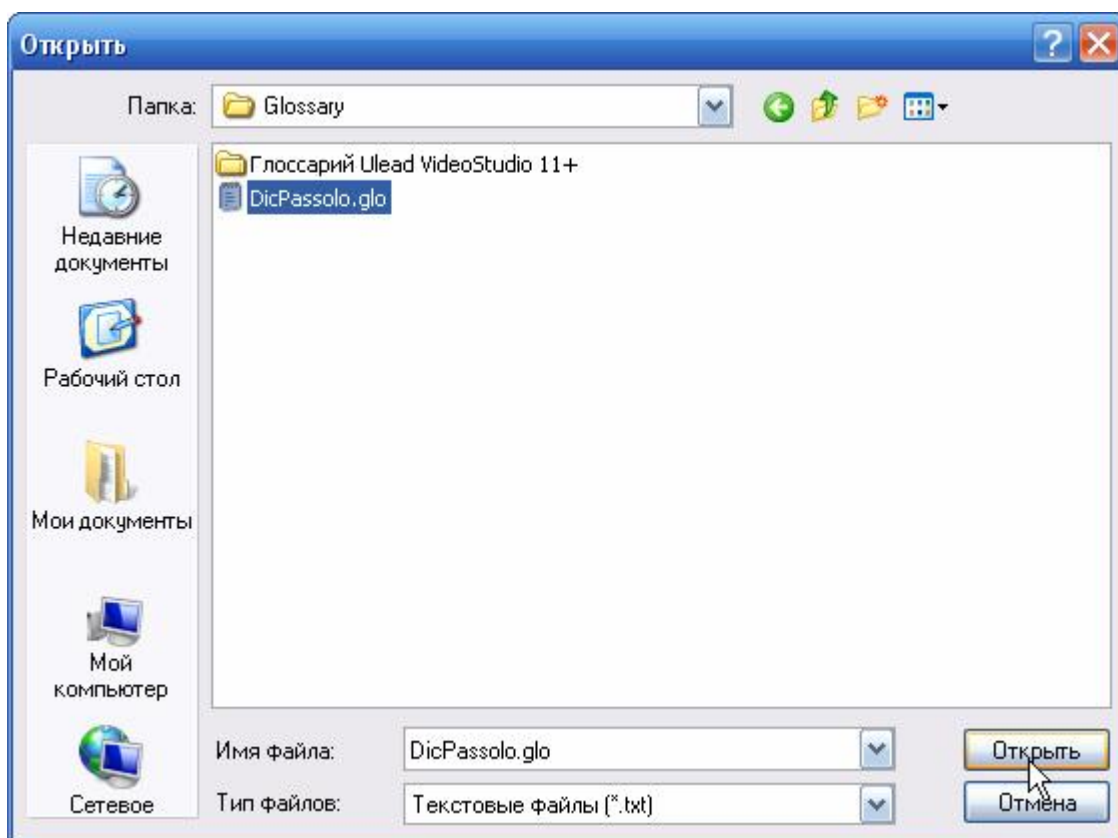 Открыть
Папка:
Glossary
Глоссарий Ulead VideoStudio 11+
DicPassolo.glo
Недавние
документы
Рабочий стол
Мои документы
Мой
компьютер
Сетевое
Имя файла:
DicPassolo.glo
Открыть
Тип файлов:
Текстовые файлы (*.txt)
Отмена